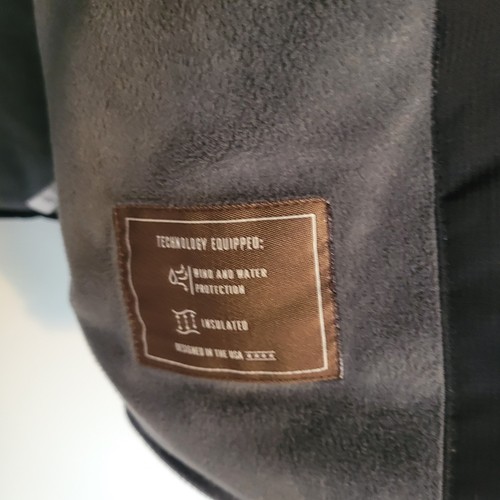 TECHNOLOGY EQUIPPED:
WIND AND WATER
PROTECTION
INSULATED
DESIGNED IN THE USA ★★★★